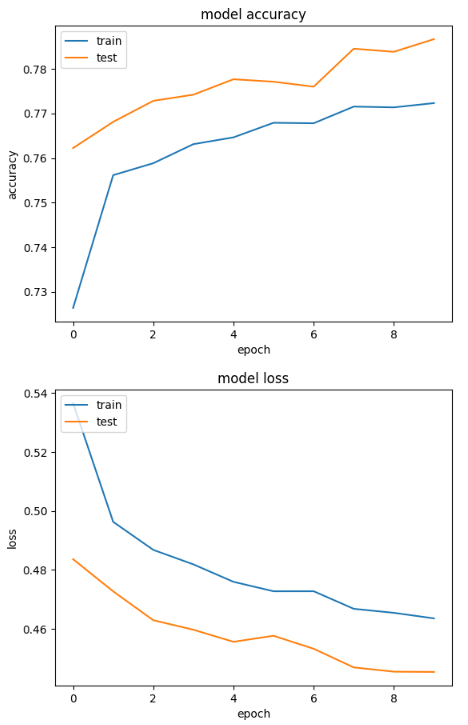 model accuracy
train
test
0.78
0.77
0.76
0.75
0.74
0.73
accuracy
0 2 4 6 8
epoch
model loss
train
test
0.54
0.52
0.50
0.48
0.46
loss
0 2 4 6 8
epoch